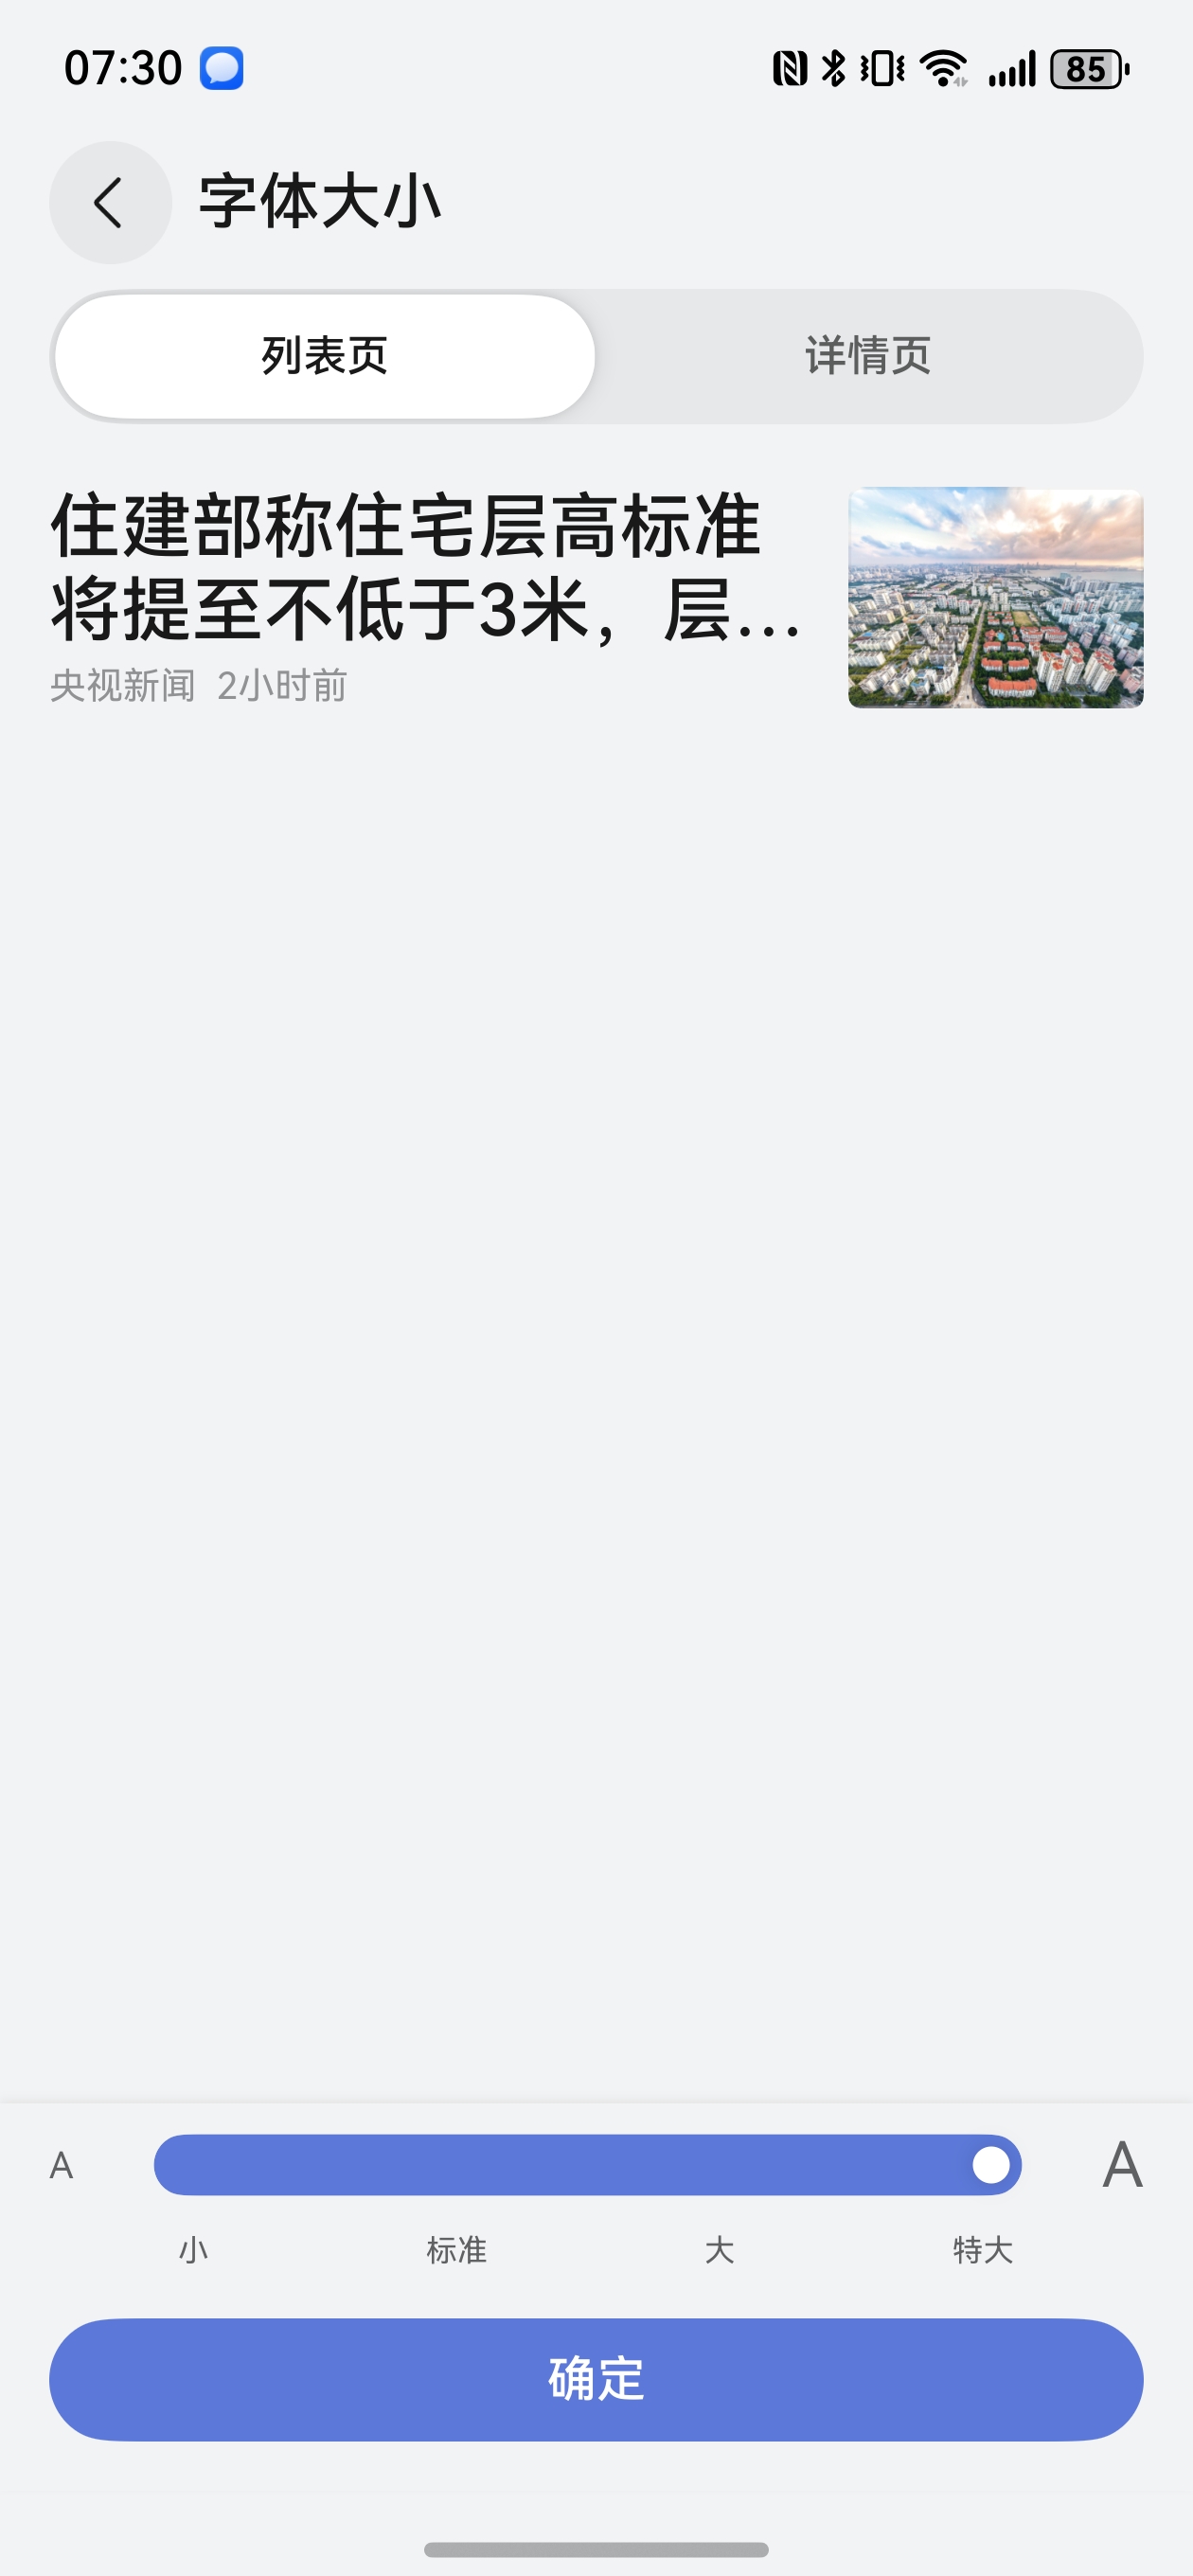 07:30
85
字体大小
列表页 详情页
住建部称住宅层高标准
将提至不低于3米，层...
央视新闻 2小时前
A A
小 标准 大 特大
确定